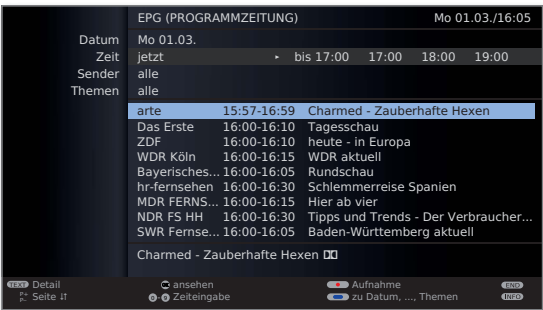 EPG (PROGRAMMZEITUNG) Mo 01.03./16:05
Datum Mo 01.03.
Zeit jetzt ▸ bis 17:00 17:00 18:00 19:00
Sender alle
Themen alle
arte 15:57-16:59 Charmed - Zauberhafte Hexen
Das Erste 16:00-16:10 Tagesschau
ZDF 16:00-16:10 heute - in Europa
WDR Köln 16:00-16:15 WDR aktuell
Bayerisches... 16:00-16:05 Rundschau
hr-fernsehen 16:00-16:30 Schlemmerreise Spanien
MDR FERNS... 16:00-16:15 Hier ab vier
NDR FS HH 16:00-16:30 Tipps und Trends - Der Verbraucher...
SWR Fernse... 16:05-16:05 Baden-Württemberg aktuell
Charmed - Zauberhafte Hexen
TEXT Detail OK ansehen Aufnahme END
P+ P− Seite ↓↑ 0-9 Zeiteingabe zu Datum, ..., Themen INFO